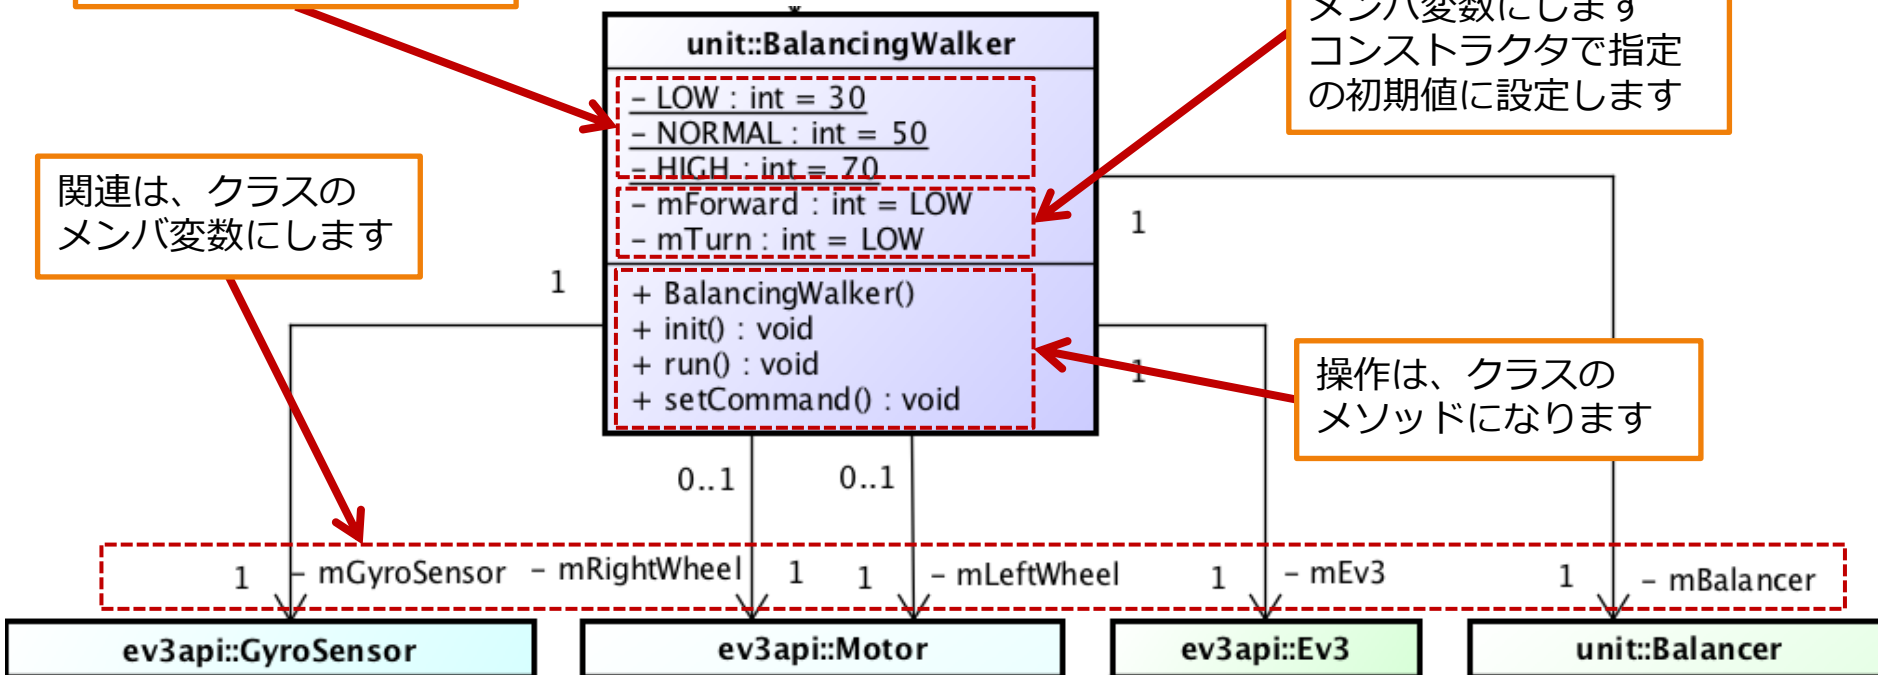 メンバ変数にします
コンストラクタで指定
の初期値に設定します
unit::BalancingWalker
- LOW : int = 30
- NORMAL : int = 50
- HIGH : int = 70
- mForward : int = LOW
- mTurn : int = LOW
+ BalancingWalker()
+ init() : void
+ run() : void
+ setCommand() : void
関連は、クラスの
メンバ変数にします
操作は、クラスの
メソッドになります
1
1
1
0..1
0..1
1
- mGyroSensor
- mRightWheel
1
1
- mLeftWheel
1
- mEv3
1
- mBalancer
ev3api::GyroSensor
ev3api::Motor
ev3api::Ev3
unit::Balancer